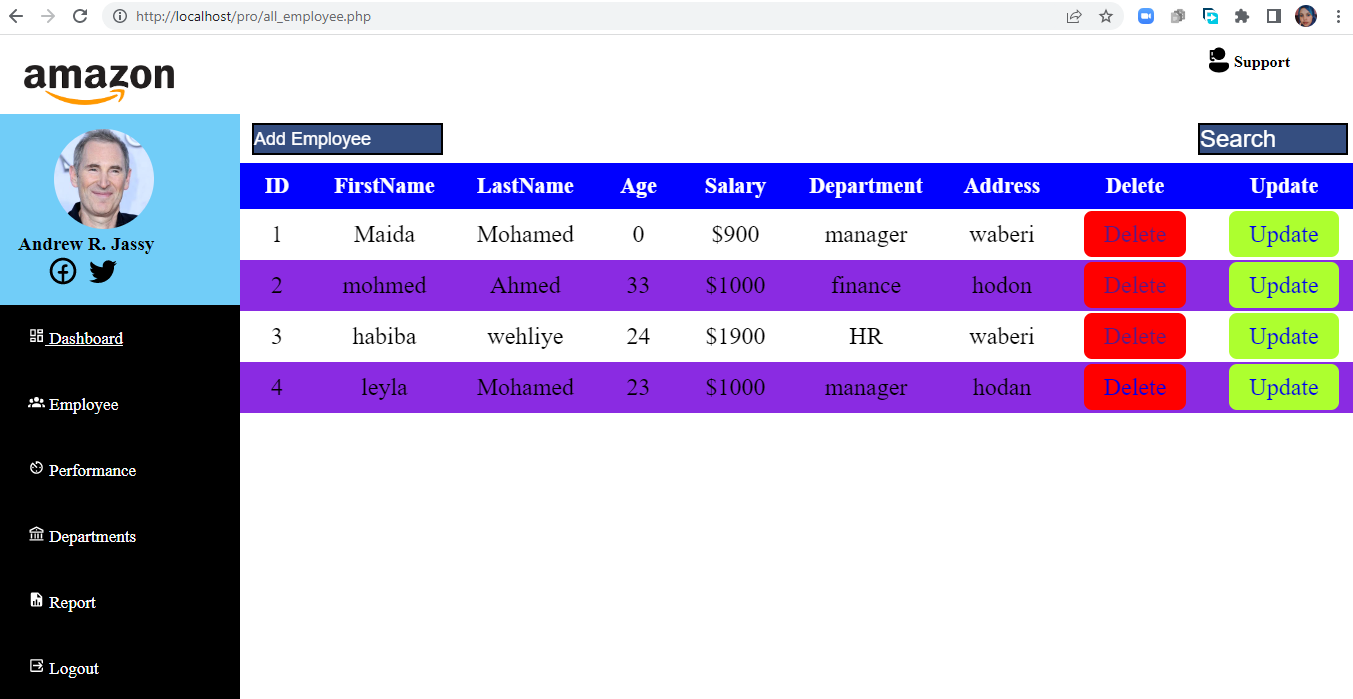 http://localhost/pro/all_employee.php
amazon
Support
Andrew R. Jassy
Dashboard
Employee
Performance
Departments
Report
Logout
Add Employee Search
ID FirstName LastName Age Salary Department Address Delete Update
1 Maida Mohamed 0 $900 manager waberi Delete Update
2 mohmed Ahmed 33 $1000 finance hodon Delete Update
3 habiba wehliye 24 $1900 HR waberi Delete Update
4 leyla Mohamed 23 $1000 manager hodan Delete Update